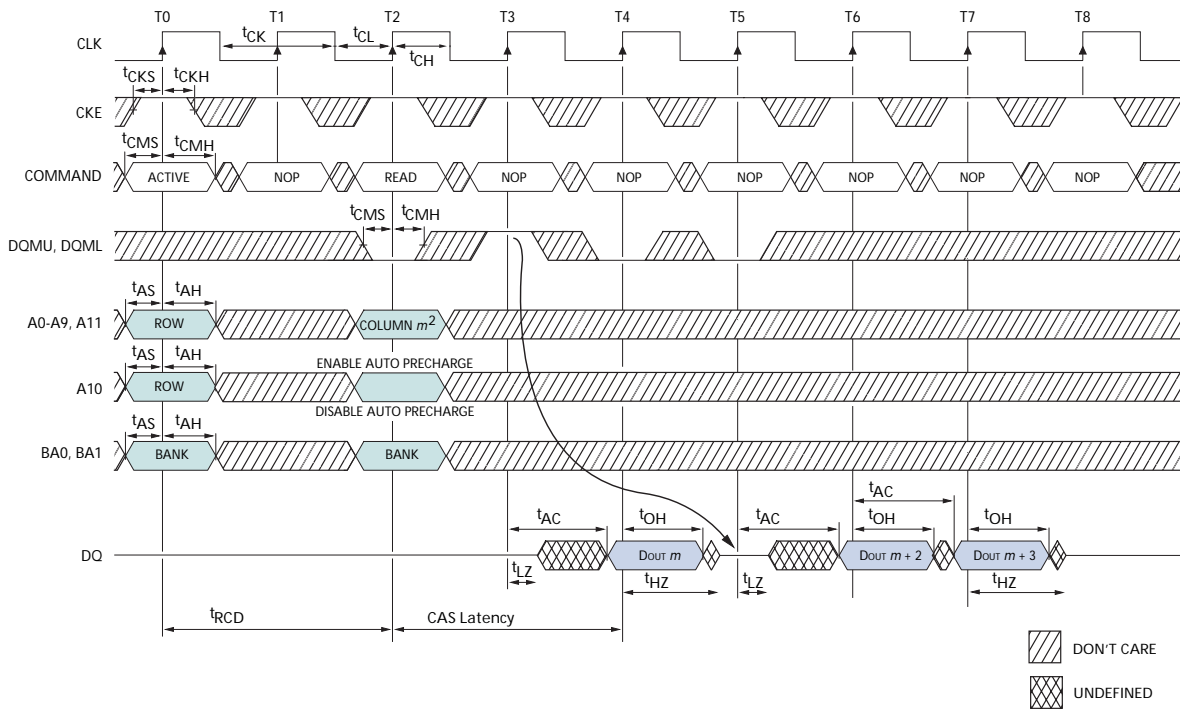 T0 T1 T2 T3 T4 T5 T6 T7 T8
CLK
tCK tCL tCH
tCKS tCKH
CKE
tCMS tCMH
COMMAND ACTIVE NOP READ NOP NOP NOP NOP NOP NOP
tCMS tCMH
DQMU, DQML
tAS tAH
A0-A9, A11 ROW COLUMN m2
tAS tAH ENABLE AUTO PRECHARGE
A10 ROW
DISABLE AUTO PRECHARGE
tAS tAH
BA0, BA1 BANK BANK
tAC
tAC tOH tAC tOH tOH
DQ DOUT m DOUT m + 2 DOUT m + 3
tLZ tHZ tLZ tHZ
tRCD CAS Latency
DON'T CARE
UNDEFINED